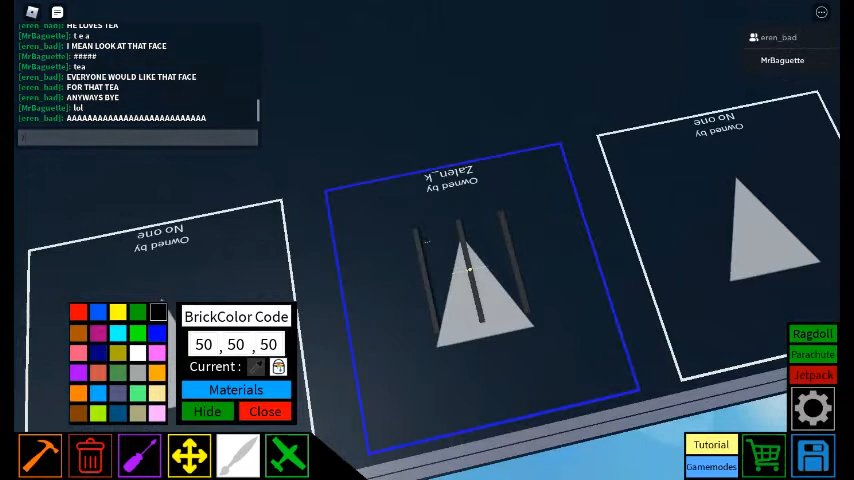 [eren_bad]: HE LOVES TEA
[MrBaguette]: t e a
[eren_bad]: I MEAN LOOK AT THAT FACE
[MrBaguette]: #####
[MrBaguette]: tea
[eren_bad]: EVERYONE WOULD LIKE THAT FACE
[eren_bad]: FOR THAT TEA
[eren_bad]: ANYWAYS BYE
[MrBaguette]: lol
[eren_bad]: AAAAAAAAAAAAAAAAAAAAAAAAAAA
eren_bad
MrBaguette
Owned by
No one
Owned by
Zalen_k
Owned by
No one
BrickColor Code
50 , 50 , 50
Current :
Materials
Hide
Close
Ragdoll
Parachute
Jetpack
Tutorial
Gamemodes